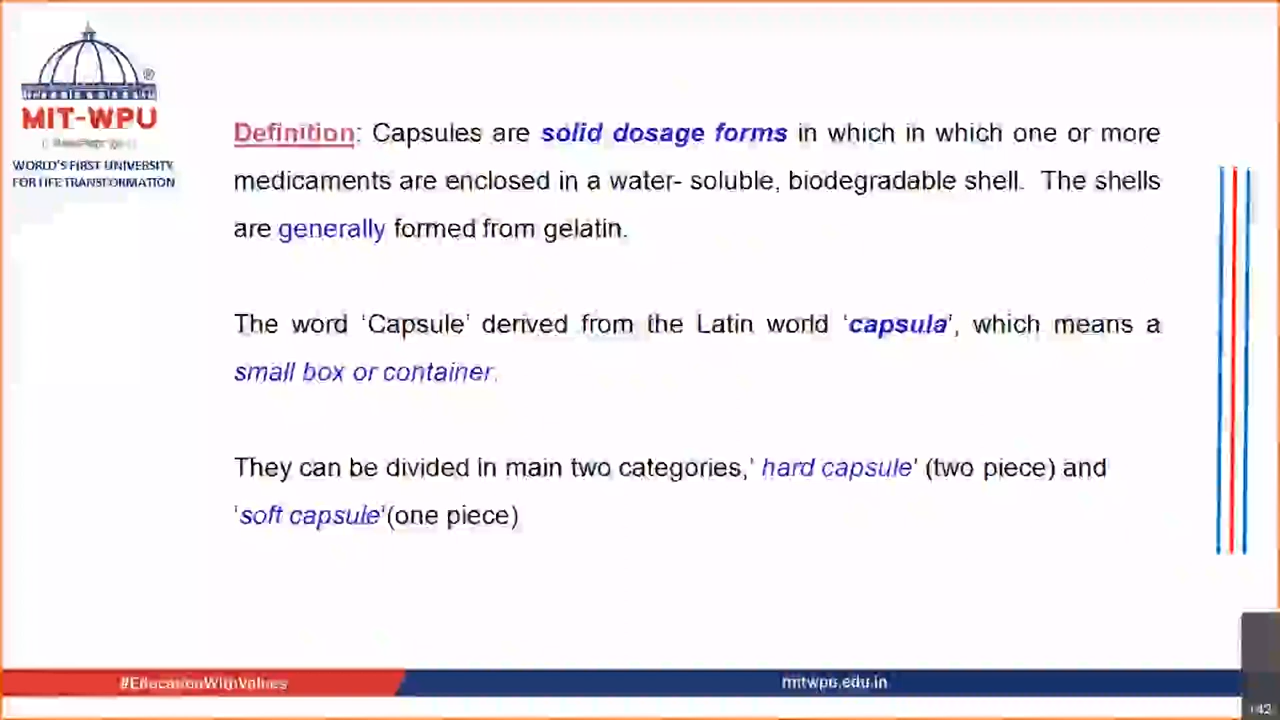 MIT-WPU
®
WORLD'S FIRST UNIVERSITY
FOR LIFE TRANSFORMATION
Definition: Capsules are solid dosage forms in which in which one or more
medicaments are enclosed in a water- soluble, biodegradable shell. The shells
are generally formed from gelatin.
The word ‘Capsule’ derived from the Latin world ‘capsula’, which means a
small box or container.
They can be divided in main two categories,’ hard capsule’ (two piece) and
‘soft capsule’(one piece)
#EducationWithValues
mitwpu.edu.in